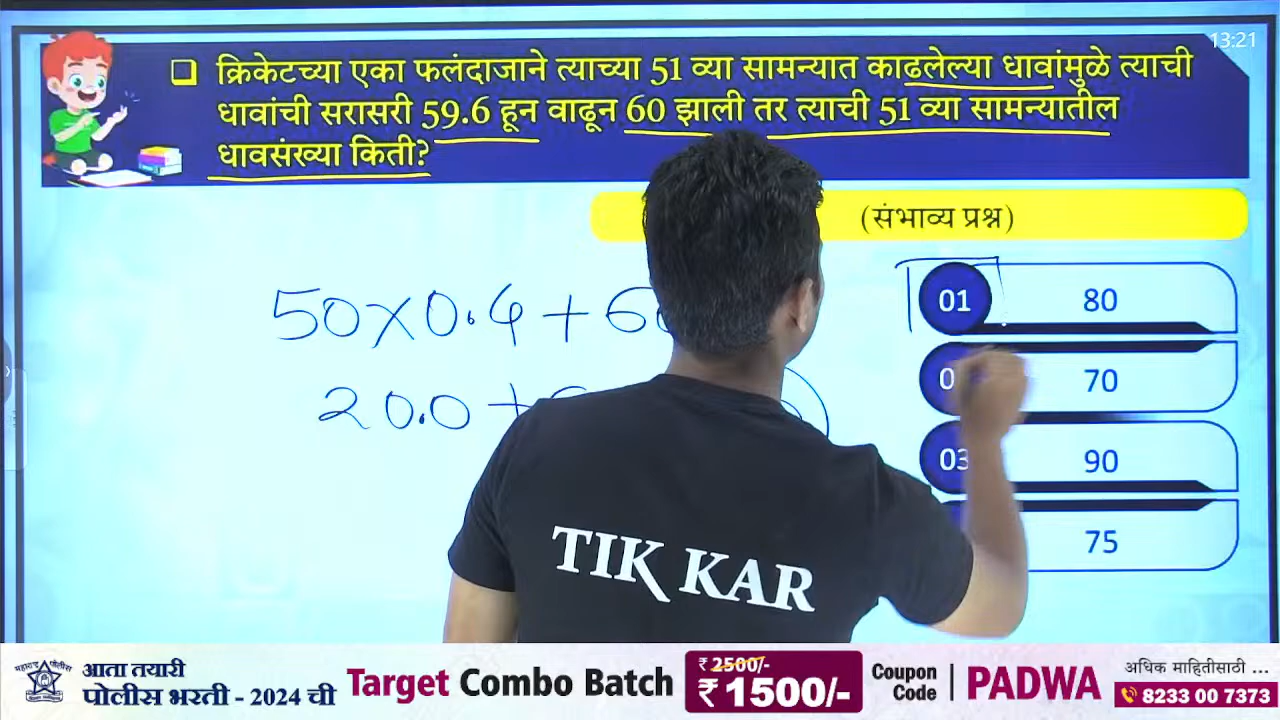 13:21
❑ क्रिकेटच्या एका फलंदाजाने त्याच्या 51 व्या सामन्यात काढलेल्या धावांमुळे त्याची
धावांची सरासरी 59.6 हून वाढून 60 झाली तर त्याची 51 व्या सामन्यातील
धावसंख्या किती?
(संभाव्य प्रश्न)
50×0.4+6
20.0+
01 80
70
03 90
75
TIK KAR
महाराष्ट्र पोलीस
आता तयारी
पोलीस भरती - 2024 ची
Target Combo Batch
₹ 2500/-
₹ 1500/-
Coupon
Code
PADWA
अधिक माहितीसाठी ...
8233 00 7373